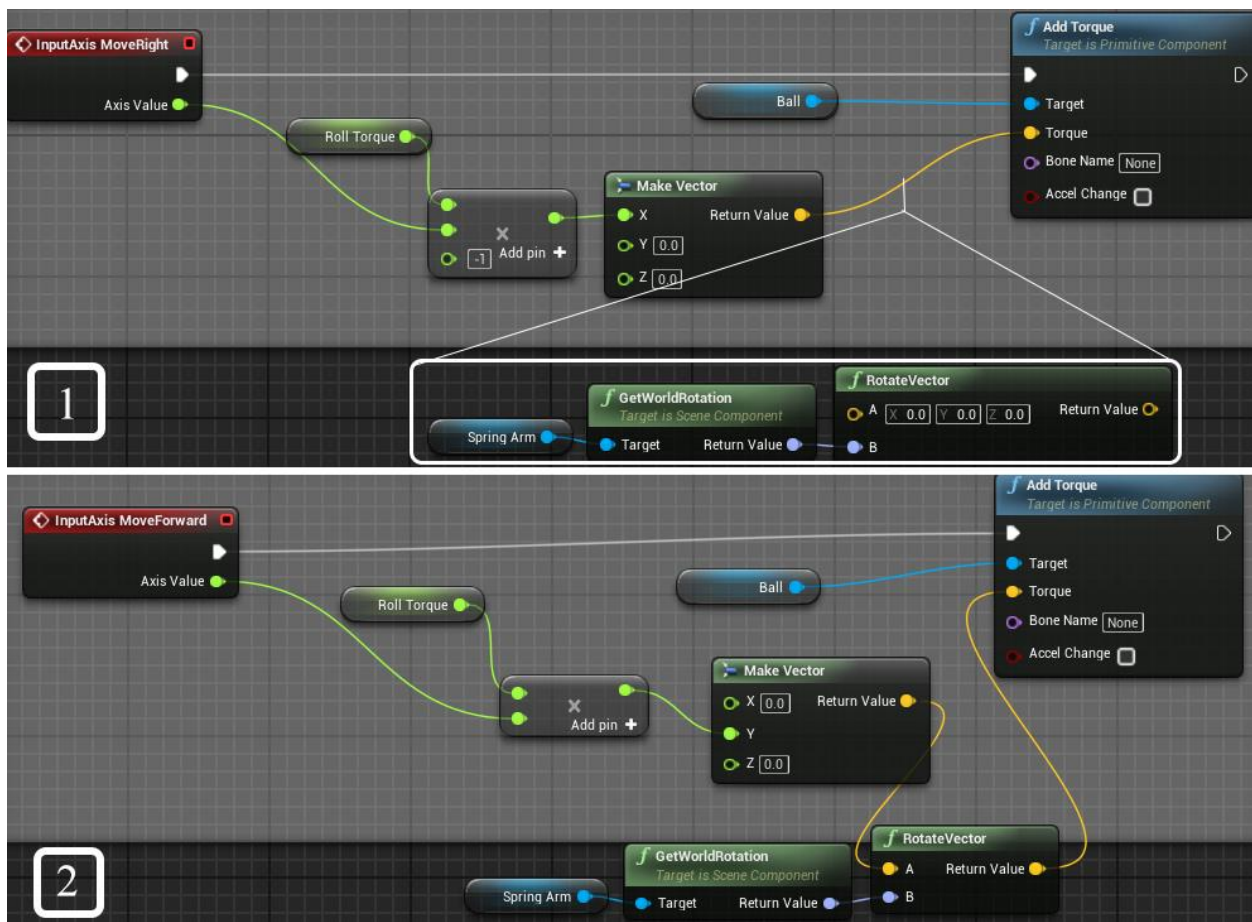 InputAxis MoveRight
Axis Value
Roll Torque
-1
Add pin
Make Vector
X
Return Value
Y 0.0
Z 0.0
Ball
Add Torque
Target is Primitive Component
Target
Torque
Bone Name None
Accel Change
1
Spring Arm
GetWorldRotation
Target is Scene Component
Target
Return Value
RotateVector
A X 0.0 Y 0.0 Z 0.0
Return Value
B
InputAxis MoveForward
Axis Value
Roll Torque
Add pin
Make Vector
X 0.0
Return Value
Y
Z 0.0
Ball
Add Torque
Target is Primitive Component
Target
Torque
Bone Name None
Accel Change
2
Spring Arm
GetWorldRotation
Target is Scene Component
Target
Return Value
RotateVector
A
Return Value
B